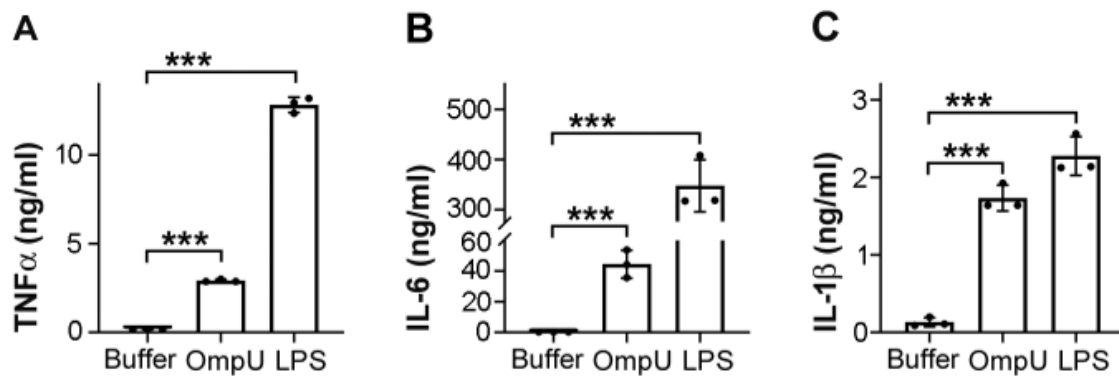 A
TNFα (ng/ml)
10
5
0
***
***
Buffer OmpU LPS
B
IL-6 (ng/ml)
500
400
300
60
40
20
0
***
***
Buffer OmpU LPS
C
IL-1β (ng/ml)
3
2
1
0
***
***
Buffer OmpU LPS